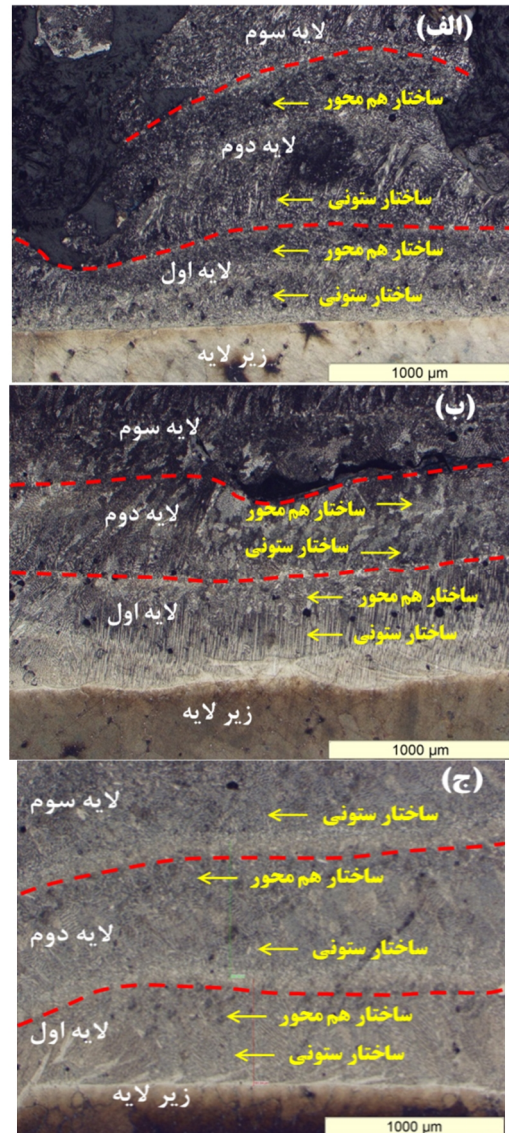 (الف)
لایه سوم
ساختار هم محور
لایه دوم
ساختار ستونی
ساختار هم محور
لایه اول
ساختار ستونی
زیر لایه
1000 µm
(ب)
لایه سوم
ساختار هم محور
لایه دوم
ساختار ستونی
ساختار هم محور
لایه اول
ساختار ستونی
زیر لایه
1000 µm
(ج)
لایه سوم
ساختار ستونی
ساختار هم محور
لایه دوم
ساختار ستونی
ساختار هم محور
لایه اول
ساختار ستونی
زیر لایه
1000 µm